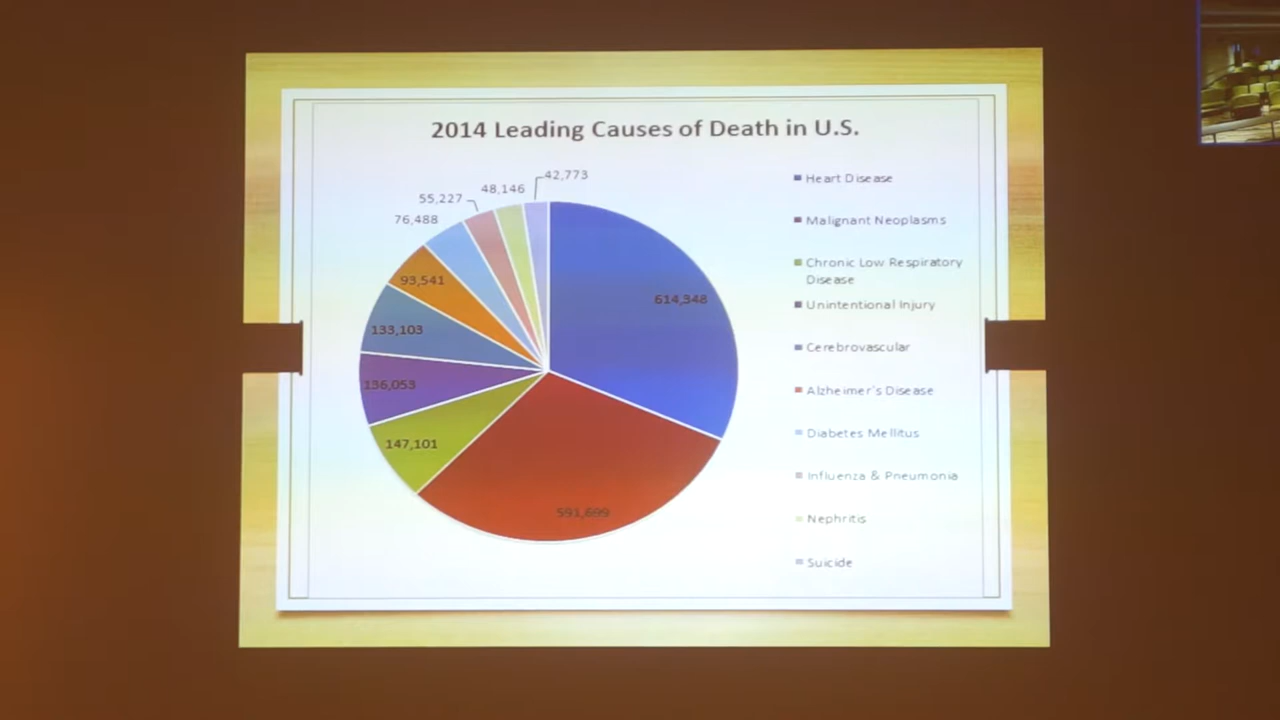 2014 Leading Causes of Death in U.S.
42,773
48,146
55,227
76,488
93,541
133,103
136,053
147,101
614,348
591,699
Heart Disease
Malignant Neoplasms
Chronic Low Respiratory
Disease
Unintentional Injury
Cerebrovascular
Alzheimer's Disease
Diabetes Mellitus
Influenza & Pneumonia
Nephritis
Suicide